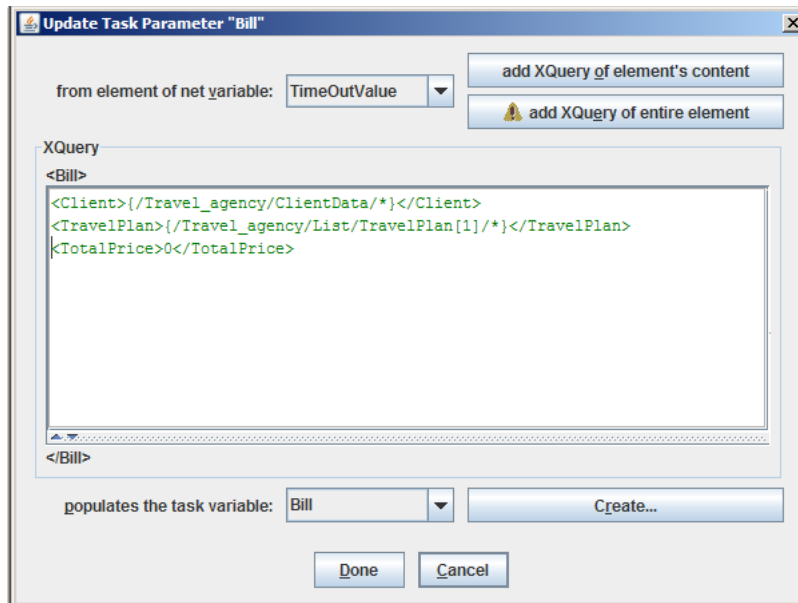 Update Task Parameter "Bill"
from element of net variable: TimeOutValue
add XQuery of element's content
add XQuery of entire element
XQuery
<Bill>
<Client>{/Travel_agency/ClientData/*}</Client>
<TravelPlan>{/Travel_agency/List/TravelPlan[1]/*}</TravelPlan>
<TotalPrice>0</TotalPrice>
</Bill>
populates the task variable: Bill Create...
Done Cancel